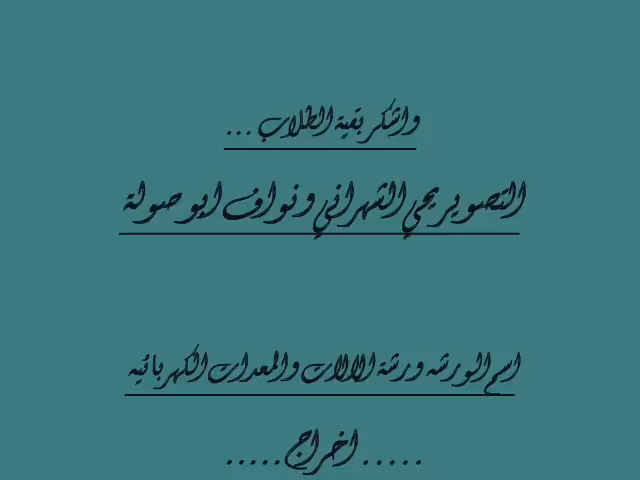 واشكر بقية الطلاب ...
التصوير يحي الشهراني ونواف ابو صولة
اسم الورشه ورشة الالات والمعدات الكهربائيه
..... اخراج .....